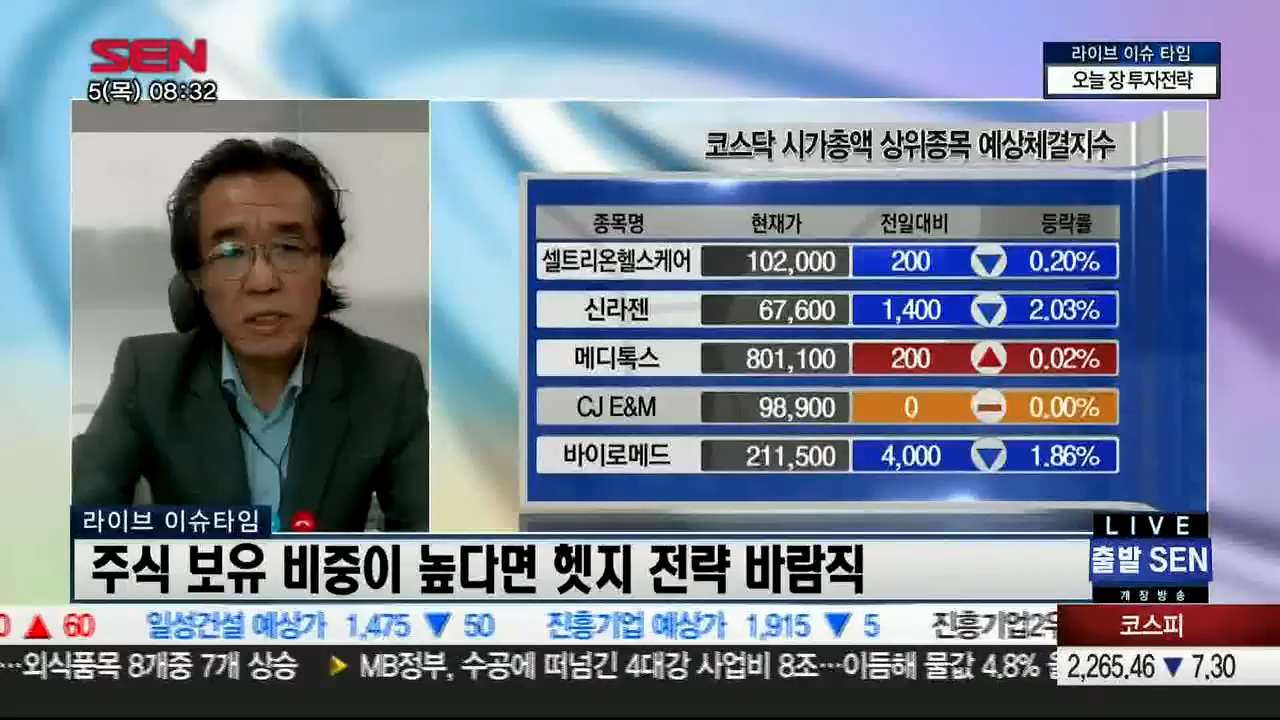 SEN
5(목) 08:32
라이브 이슈 타임
오늘 장 투자전략
코스닥 시가총액 상위종목 예상체결지수
종목명 현재가 전일대비 등락률
셀트리온헬스케어 102,000 200 ▼ 0.20%
신라젠 67,600 1,400 ▼ 2.03%
메디톡스 801,100 200 ▲ 0.02%
CJ E&M 98,900 0 − 0.00%
바이로메드 211,500 4,000 ▼ 1.86%
라이브 이슈타임
주식 보유 비중이 높다면 헷지 전략 바람직
LIVE
출발 SEN
개장방송
0 ▲ 60 일성건설 예상가 1,475 ▼ 50 진흥기업 예상가 1,915 ▼ 5 진흥기업2우
코스피
…외식품목 8개중 7개 상승 ▶ MB정부, 수공에 떠넘긴 4대강 사업비 8조…이듬해 물값 4.8%
2,265.46 ▼ 7.30